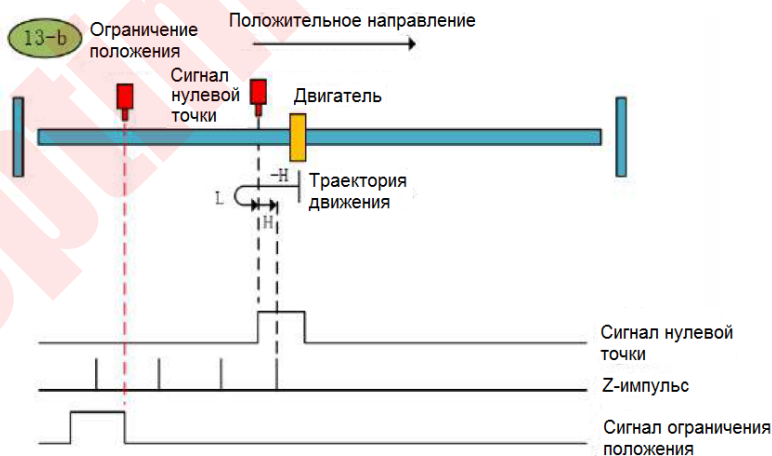 13-b
Ограничение
положения
Положительное направление
Сигнал
нулевой
точки
Двигатель
-H
Траектория
движения
L
H
Сигнал нулевой
точки
Z-импульс
Сигнал ограничения
положения